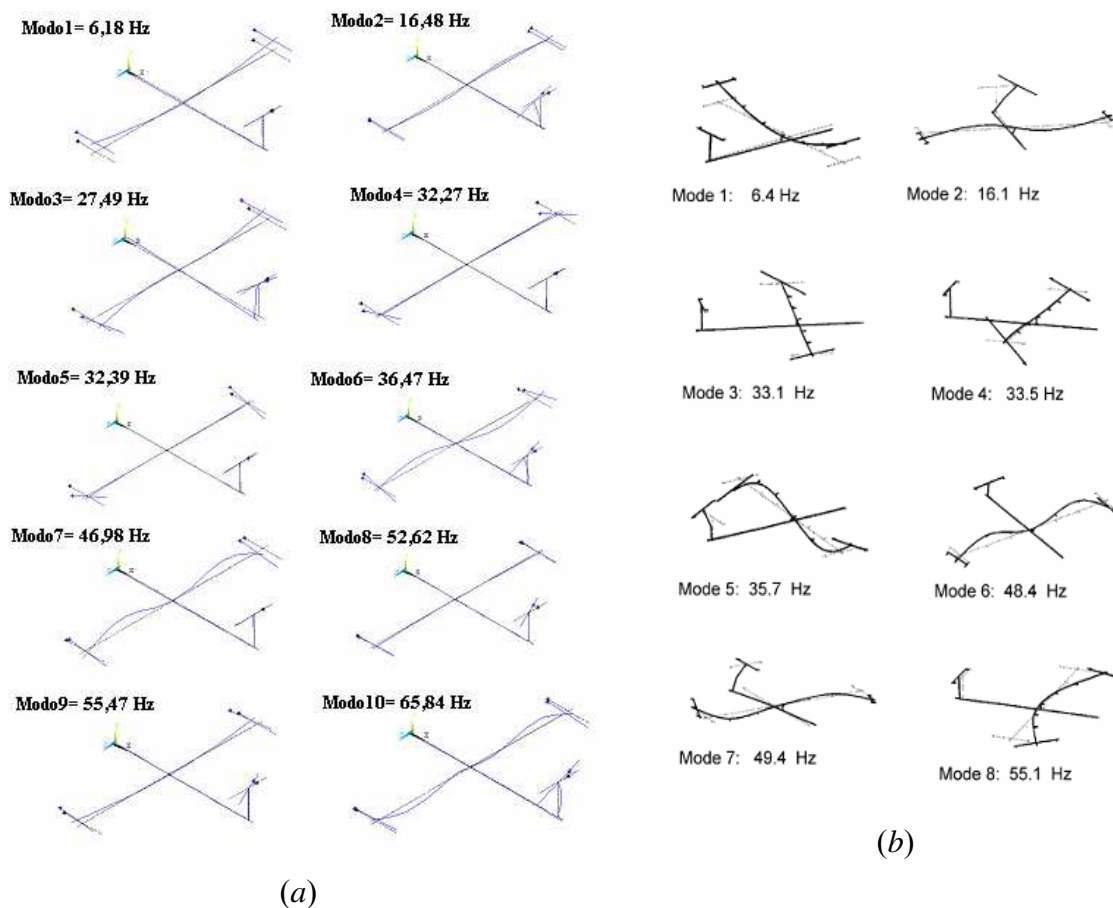 Modo1= 6,18 Hz
Modo2= 16,48 Hz
Modo3= 27,49 Hz
Modo4= 32,27 Hz
Modo5= 32,39 Hz
Modo6= 36,47 Hz
Modo7= 46,98 Hz
Modo8= 52,62 Hz
Modo9= 55,47 Hz
Modo10= 65,84 Hz
(a)
Mode 1: 6.4 Hz
Mode 2: 16.1 Hz
Mode 3: 33.1 Hz
Mode 4: 33.5 Hz
Mode 5: 35.7 Hz
Mode 6: 48.4 Hz
Mode 7: 49.4 Hz
Mode 8: 55.1 Hz
(b)